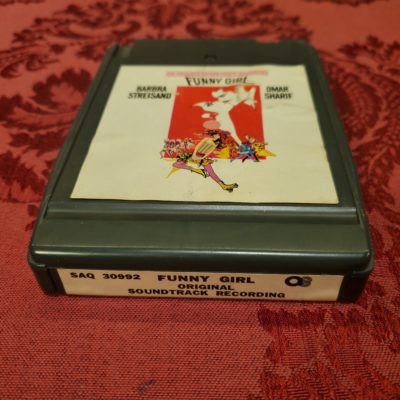 FUNNY GIRL
BARBRA
STREISAND
OMAR
SHARIF
SAQ 30992 FUNNY GIRL
ORIGINAL
SOUNDTRACK RECORDING